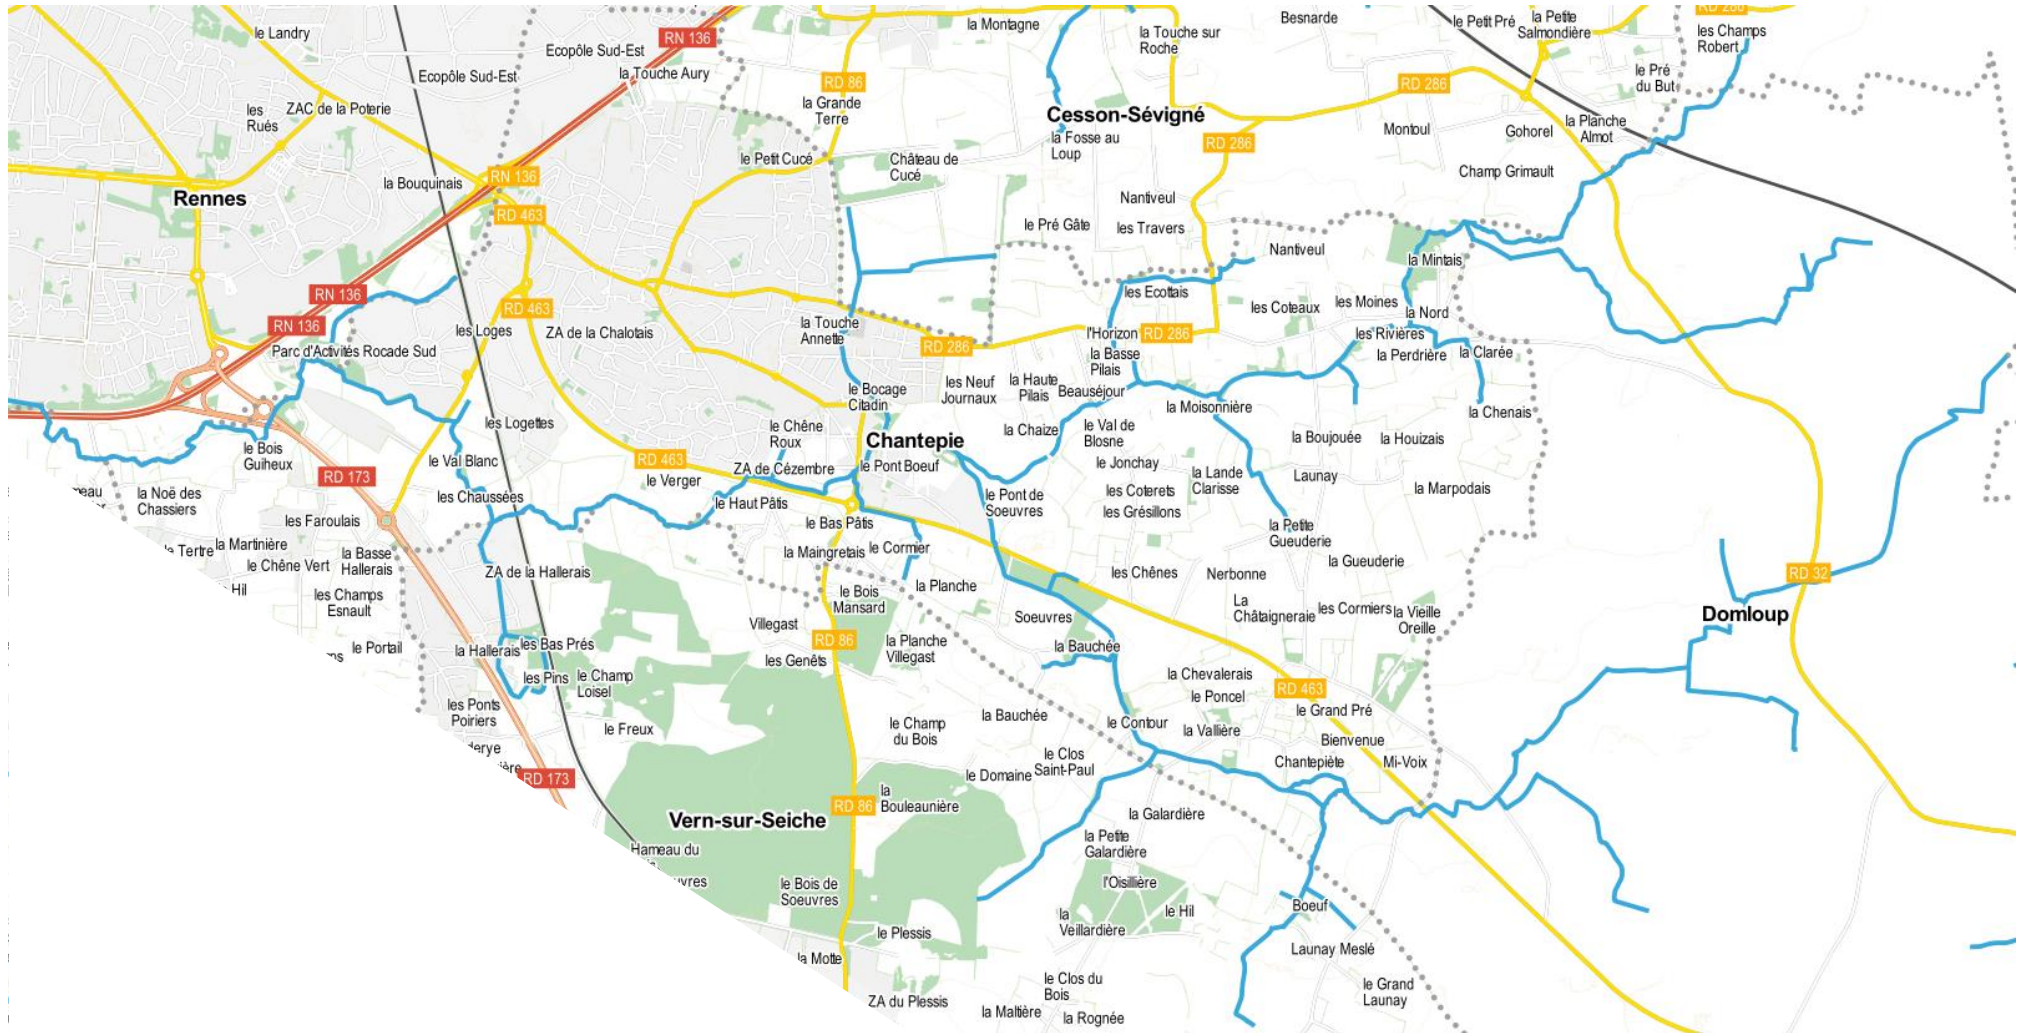 le Landry
Ecopôle Sud-Est
RN 136
la Montagne
la Touche sur
Roche
Besnarde
le Petit Pré
la Petite
Salmondière
les Champs
Robert
Ecopôle Sud-Est
la Touche Aury
RD 86
RD 286
le Pré
du But
les
Rués
ZAC de la Poterie
la Grande
Terre
Cesson-Sévigné
la Fosse au
Loup
RD 286
Montoul
Gohorel
la Planche
Almot
le Petit Cucé
Château de
Cucé
Champ Grimault
la Bouquinais
RN 136
Rennes
RD 463
Nantiveul
le Pré Gâte
les Travers
Nantiveul
la Mintais
RN 136
RD 463
les Ecottais
les Coteaux
les Moines
la Nord
RN 136
les Loges
ZA de la Chalotais
la Touche
Annette
RD 286
l'Horizon
RD 286
les Rivières
Parc d'Activités Rocade Sud
la Basse
Pilais
la Perdrière
la Clarée
le Bocage
Citadin
les Neuf
Journaux
la Haute
Pilais
Beauséjour
la Moisonnière
la Chenais
les Logettes
le Chêne
Roux
Chantepie
la Chaize
le Val de
Blosne
la Boujouée
la Houizais
le Bois
Guiheux
le Val Blanc
RD 463
ZA de Cézembre
le Pont Boeuf
le Jonchay
RD 173
le Verger
la Lande
Clarisse
Launay
la Noë des
Chassiers
les Chaussées
le Haut Pâtis
le Pont de
Soeuvres
les Coterets
les Grésillons
la Marpodais
les Faroulais
le Bas Pâtis
la Petite
Gueuderie
la Martinière
le Chêne Vert
la Basse
Hallerais
la Maingretais
le Cormier
la Gueuderie
Hil
ZA de la Hallerais
les Chênes
Nerbonne
RD 32
les Champs
Esnault
le Bois
Mansard
la Planche
La
Châtaigneraie
les Cormiers
la Vieille
Oreille
Domloup
Villegast
RD 86
Soeuvres
le Portail
la Hallerais
les Bas Prés
les Genêts
la Planche
Villegast
la Bauchée
les Pins
le Champ
Loisel
la Chevalerais
RD 463
les Ponts
Poiriers
le Poncel
le Grand Pré
le Freux
le Champ
du Bois
la Bauchée
le Contour
la Vallière
Bienvenue
RD 173
le Domaine
le Clos
Saint-Paul
Chantepiète
Mi-Voix
RD 86
la
Bouleaunière
Vern-sur-Seiche
la Galardière
Hameau du
la Petite
Galardière
le Bois de
Soeuvres
l'Oisillière
la
Veillardière
le Hil
Boeuf
le Plessis
la Motte
Launay Meslé
ZA du Plessis
le Clos du
Bois
le Grand
Launay
la Maltière
la Rognée